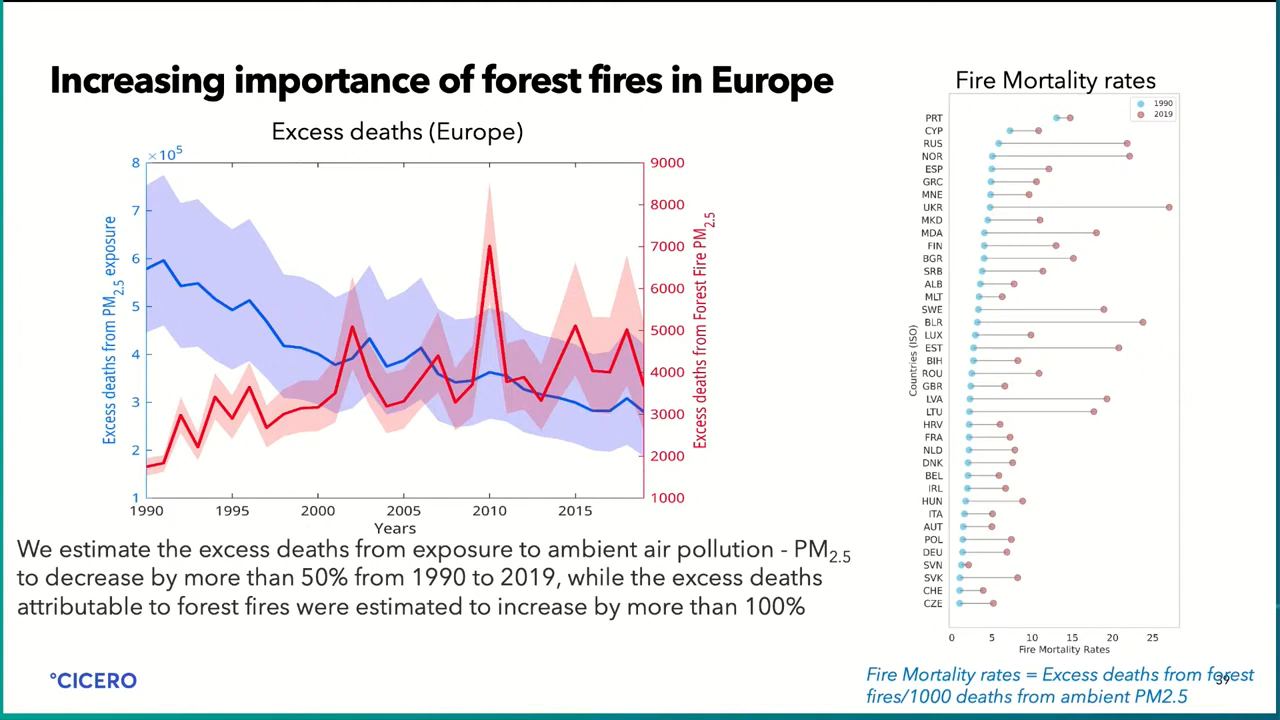 Increasing importance of forest fires in Europe
Excess deaths (Europe)
×10⁵
8
7
6
5
4
3
2
1
Excess deaths from PM2.5 exposure
9000
8000
7000
6000
5000
4000
3000
2000
1000
Excess deaths from Forest Fire PM2.5
1990
1995
2000
2005
2010
2015
Years
We estimate the excess deaths from exposure to ambient air pollution - PM2.5
to decrease by more than 50% from 1990 to 2019, while the excess deaths
attributable to forest fires were estimated to increase by more than 100%
°CICERO
Fire Mortality rates
1990
2019
PRT
CYP
RUS
NOR
ESP
GRC
MNE
UKR
MKD
MDA
FIN
BGR
SRB
ALB
MLT
SWE
BLR
LUX
EST
BIH
ROU
GBR
LVA
LTU
HRV
FRA
NLD
DNK
BEL
IRL
HUN
ITA
AUT
POL
DEU
SVN
SVK
CHE
CZE
Countries (ISO)
0
5
10
15
20
25
Fire Mortality Rates
Fire Mortality rates = Excess deaths from forest
fires/1000 deaths from ambient PM2.5
39